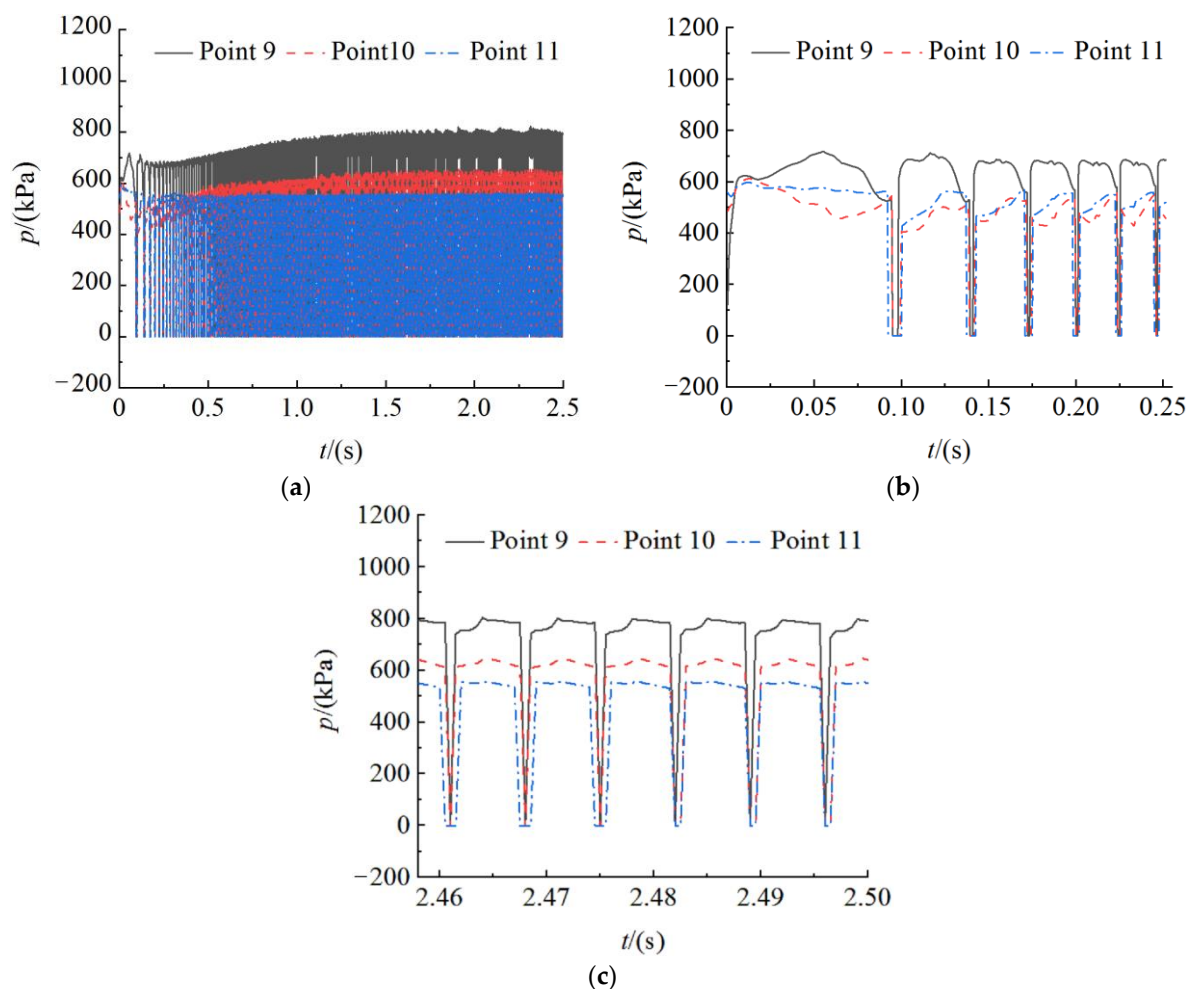 1200
Point 9 Point10 Point 11
1000
800
600
400
200
0
−200
p/(kPa)
0 0.5 1.0 1.5 2.0 2.5
t/(s)
(a)
1200
Point 9 Point 10 Point 11
1000
800
600
400
200
0
−200
p/(kPa)
0 0.05 0.10 0.15 0.20 0.25
t/(s)
(b)
1200
Point 9 Point 10 Point 11
1000
800
600
400
200
0
−200
p/(kPa)
2.46 2.47 2.48 2.49 2.50
t/(s)
(c)